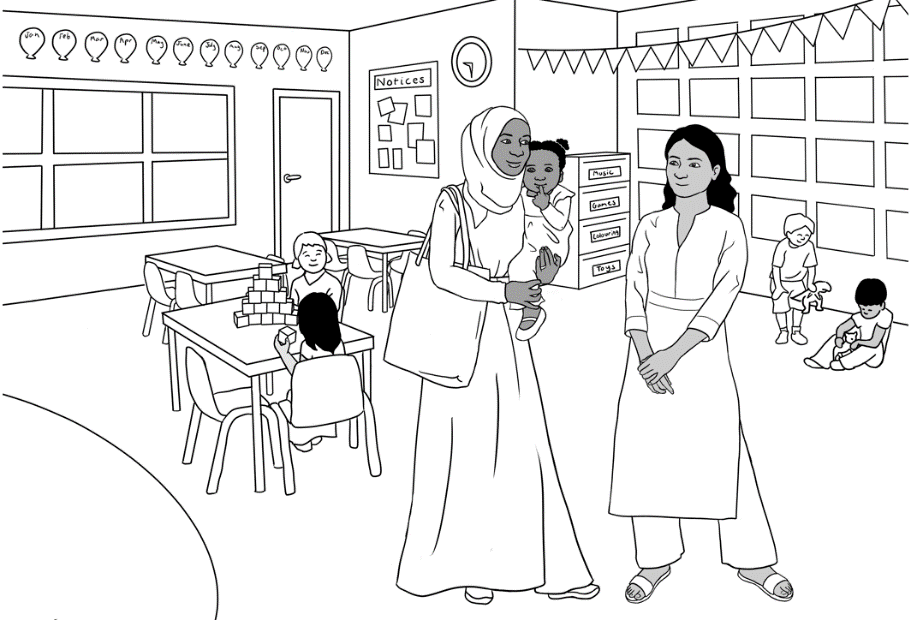 Jan
Feb
Mar
Apr
May
June
July
Aug
Sep
Oct
Nov
Dec
Notices
Music
Games
Colouring
Toys